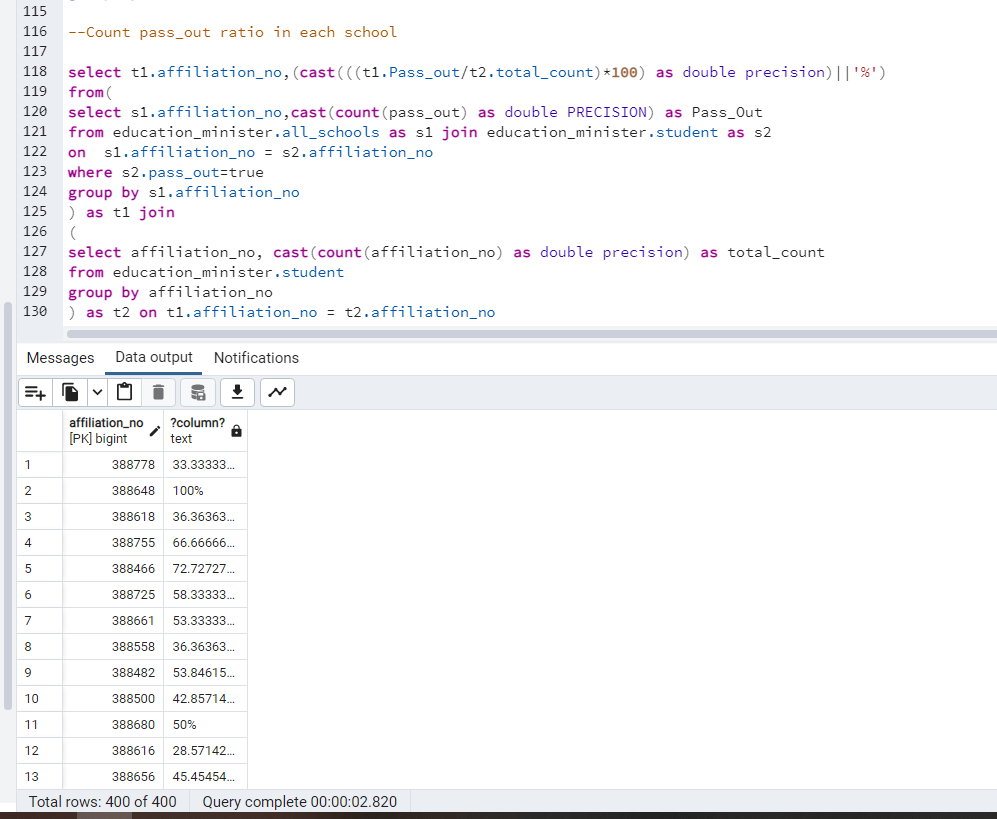 115
116 --Count pass_out ratio in each school
117
118 select t1.affiliation_no,(cast(((t1.Pass_out/t2.total_count)*100) as double precision)||'%')
119 from(
120 select s1.affiliation_no,cast(count(pass_out) as double PRECISION) as Pass_Out
121 from education_minister.all_schools as s1 join education_minister.student as s2
122 on  s1.affiliation_no = s2.affiliation_no
123 where s2.pass_out=true
124 group by s1.affiliation_no
125 ) as t1 join
126 (
127 select affiliation_no, cast(count(affiliation_no) as double precision) as total_count
128 from education_minister.student
129 group by affiliation_no
130 ) as t2 on t1.affiliation_no = t2.affiliation_no
Messages Data output Notifications
affiliation_no ?column?
[PK] bigint text
1 388778 33.33333...
2 388648 100%
3 388618 36.36363...
4 388755 66.66666...
5 388466 72.72727...
6 388725 58.33333...
7 388661 53.33333...
8 388558 36.36363...
9 388482 53.84615...
10 388500 42.85714...
11 388680 50%
12 388616 28.57142...
13 388656 45.45454...
Total rows: 400 of 400 Query complete 00:00:02.820